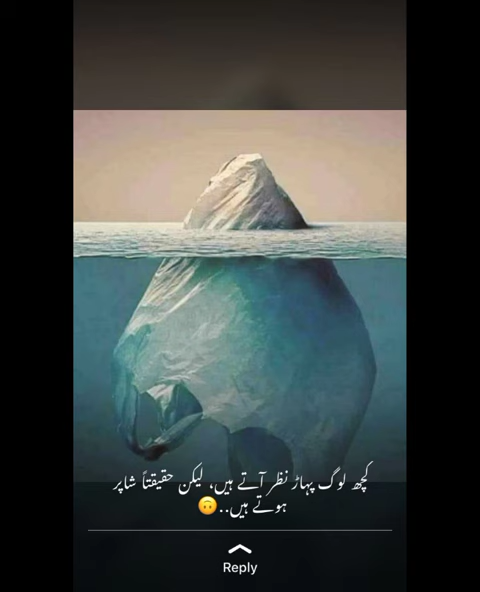 کچھ لوگ پہاڑ نظر آتے ہیں، لیکن حقیقتاً شاپر
ہوتے ہیں..🙃
Reply